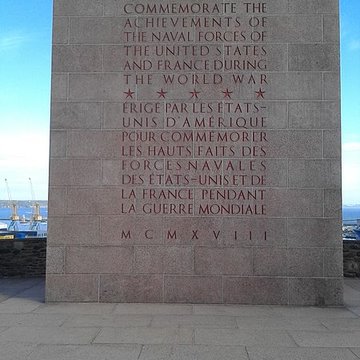 COMMEMORATE THE
ACHIEVEMENTS OF
THE NAVAL FORCES OF
THE UNITED STATES
AND FRANCE DURING
THE WORLD WAR
★ ★ ★ ★ ★
ÉRIGÉ PAR LES ÉTATS-
UNIS D'AMÉRIQUE
POUR COMMÉMORER
LES HAUTS FAITS DES
FORCES NAVALES
DES ÉTATS-UNIS ET DE
LA FRANCE PENDANT
LA GUERRE MONDIALE
MCMXVIII